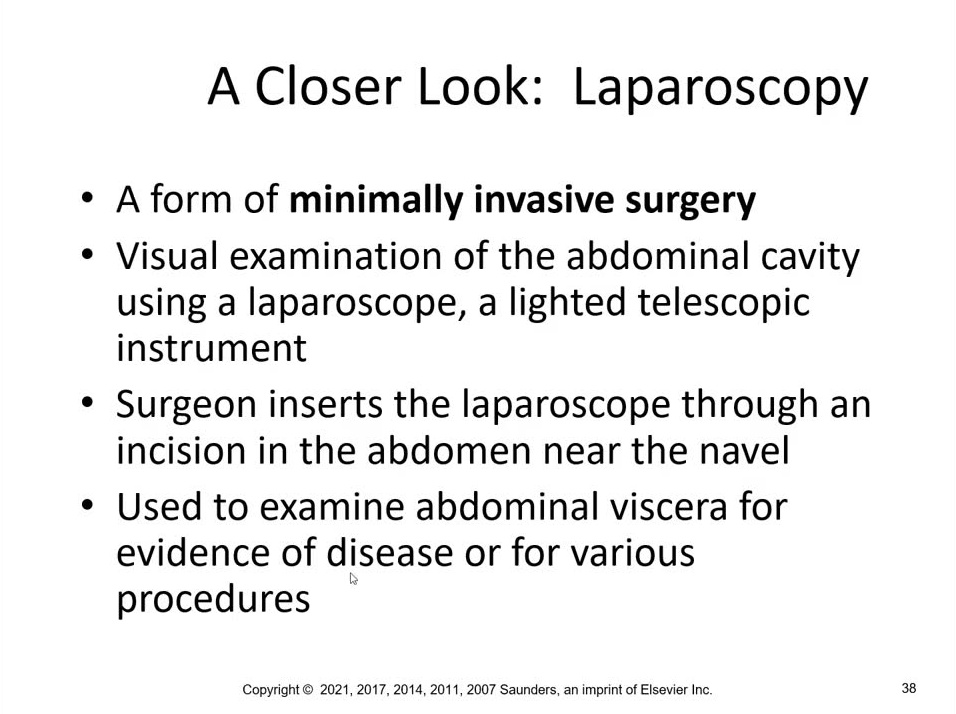 A Closer Look:  Laparoscopy
• A form of minimally invasive surgery
• Visual examination of the abdominal cavity
using a laparoscope, a lighted telescopic
instrument
• Surgeon inserts the laparoscope through an
incision in the abdomen near the navel
• Used to examine abdominal viscera for
evidence of disease or for various
procedures
Copyright ©  2021, 2017, 2014, 2011, 2007 Saunders, an imprint of Elsevier Inc.
38